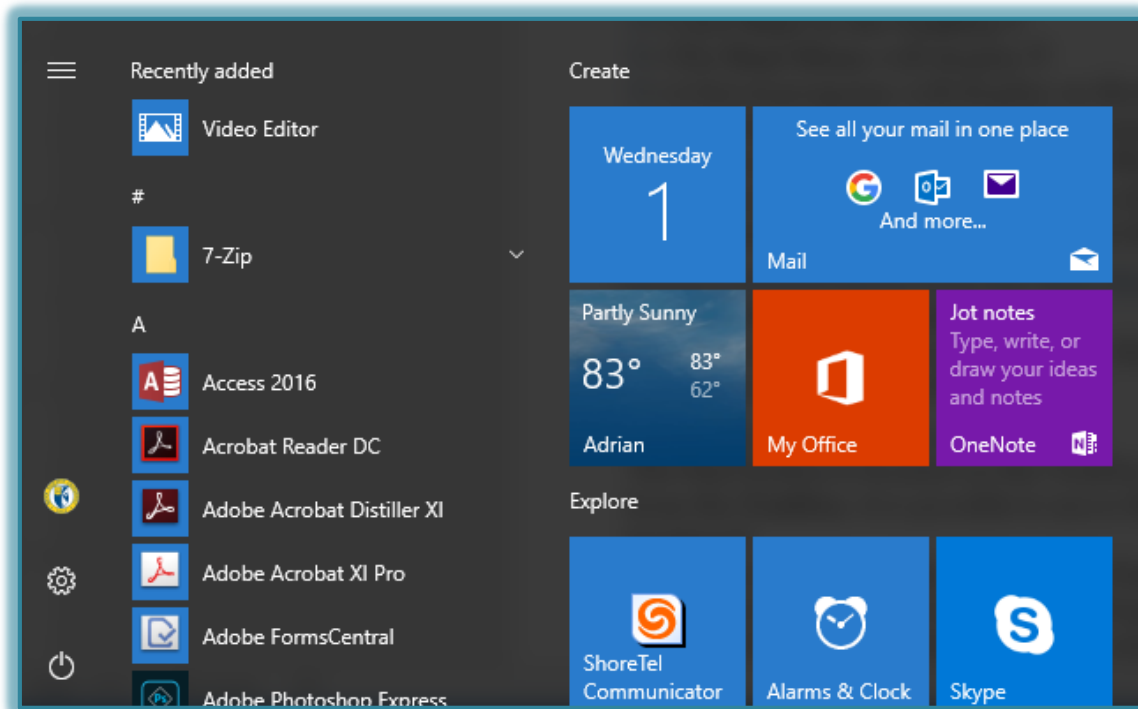 Recently added
Video Editor
#
7-Zip
A
Access 2016
Acrobat Reader DC
Adobe Acrobat Distiller XI
Adobe Acrobat XI Pro
Adobe FormsCentral
Adobe Photoshop Express
Create
Wednesday
1
See all your mail in one place
And more...
Mail
Partly Sunny
83°
83°
62°
Adrian
My Office
Jot notes
Type, write, or
draw your ideas
and notes
OneNote
Explore
ShoreTel
Communicator
Alarms & Clock
Skype